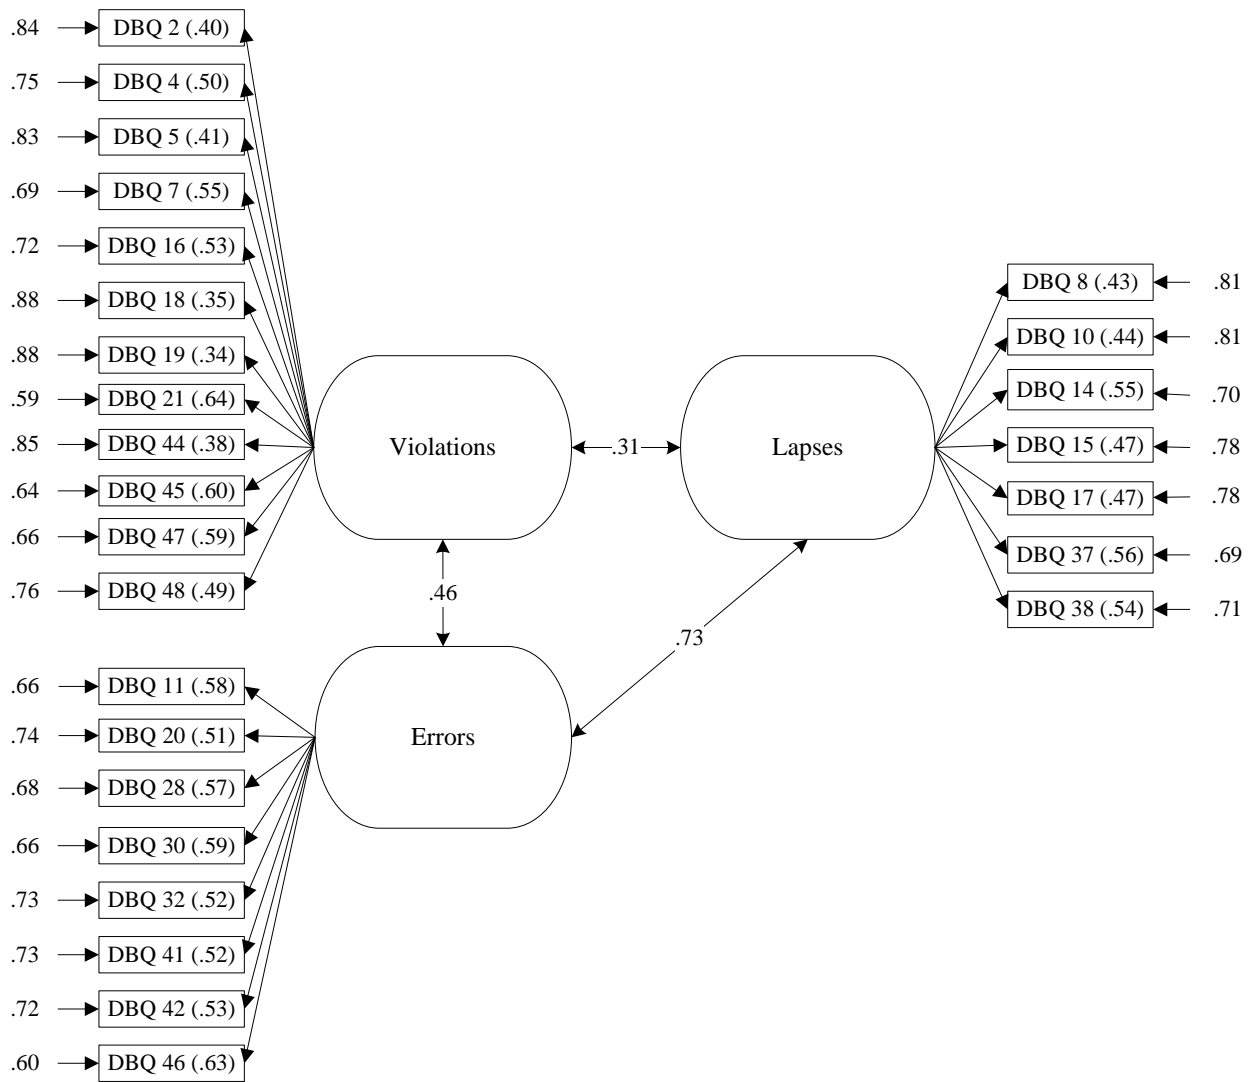 .84 DBQ 2 (.40)
.75 DBQ 4 (.50)
.83 DBQ 5 (.41)
.69 DBQ 7 (.55)
.72 DBQ 16 (.53)
.88 DBQ 18 (.35)
.88 DBQ 19 (.34)
.59 DBQ 21 (.64)
.85 DBQ 44 (.38)
.64 DBQ 45 (.60)
.66 DBQ 47 (.59)
.76 DBQ 48 (.49)
Violations
.31
Lapses
DBQ 8 (.43) .81
DBQ 10 (.44) .81
DBQ 14 (.55) .70
DBQ 15 (.47) .78
DBQ 17 (.47) .78
DBQ 37 (.56) .69
DBQ 38 (.54) .71
.46
.73
.66 DBQ 11 (.58)
.74 DBQ 20 (.51)
.68 DBQ 28 (.57)
.66 DBQ 30 (.59)
.73 DBQ 32 (.52)
.73 DBQ 41 (.52)
.72 DBQ 42 (.53)
.60 DBQ 46 (.63)
Errors